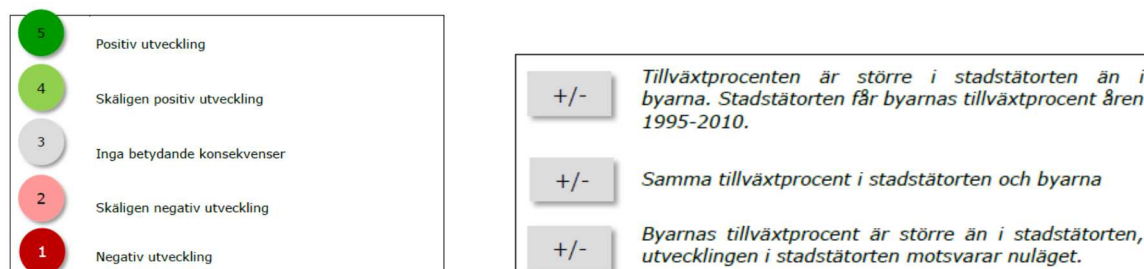 5
Positiv utveckling
4
Skäligen positiv utveckling
3
Inga betydande konsekvenser
2
Skäligen negativ utveckling
1
Negativ utveckling
+/-
Tillväxtprocenten är större i stadstätorten än i
byarna. Stadstätorten får byarnas tillväxtprocent åren
1995-2010.
+/-
Samma tillväxtprocent i stadstätorten och byarna
+/-
Byarnas tillväxtprocent är större än i stadstätorten,
utvecklingen i stadstätorten motsvarar nuläget.